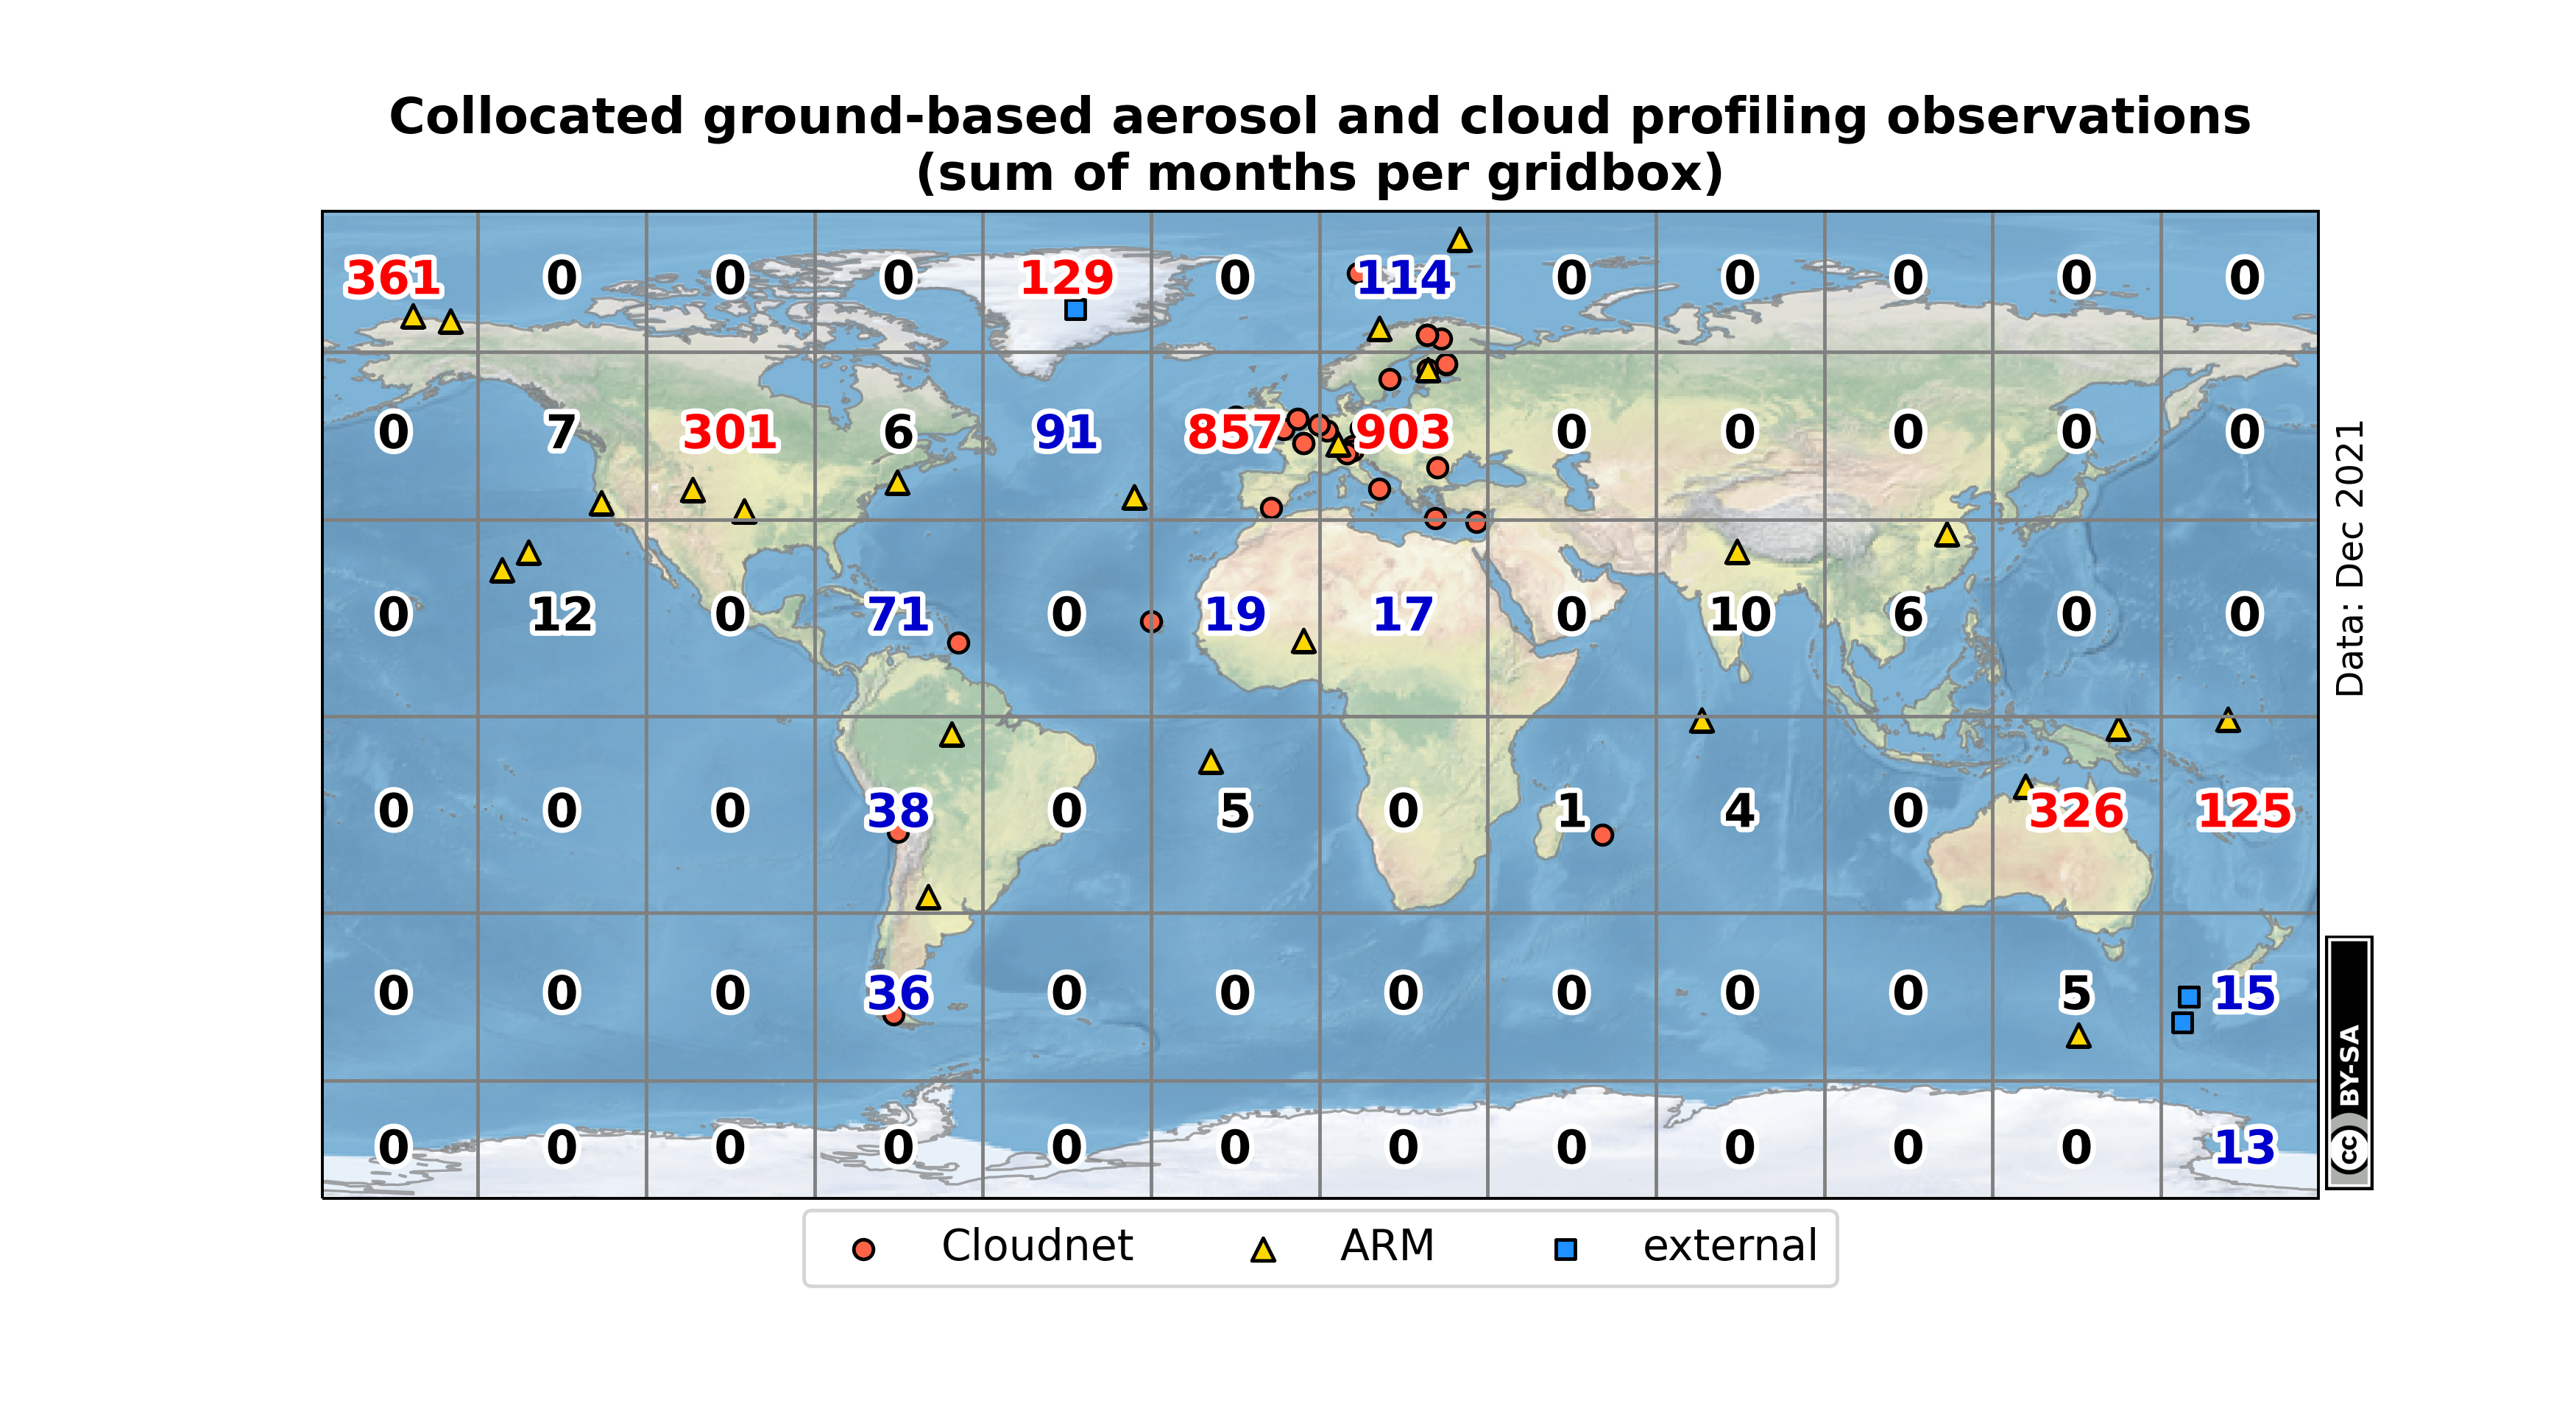 Collocated ground-based aerosol and cloud profiling observations
(sum of months per gridbox)
361 0 0 0 129 0 114 0 0 0 0 0
0 7 301 6 91 857 903 0 0 0 0 0
0 12 0 71 0 19 17 0 10 6 0 0
0 0 0 38 0 5 0 1 4 0 326 125
0 0 0 36 0 0 0 0 0 0 5 15
0 0 0 0 0 0 0 0 0 0 0 13
Data: Dec 2021
cc BY-SA
Cloudnet ARM external